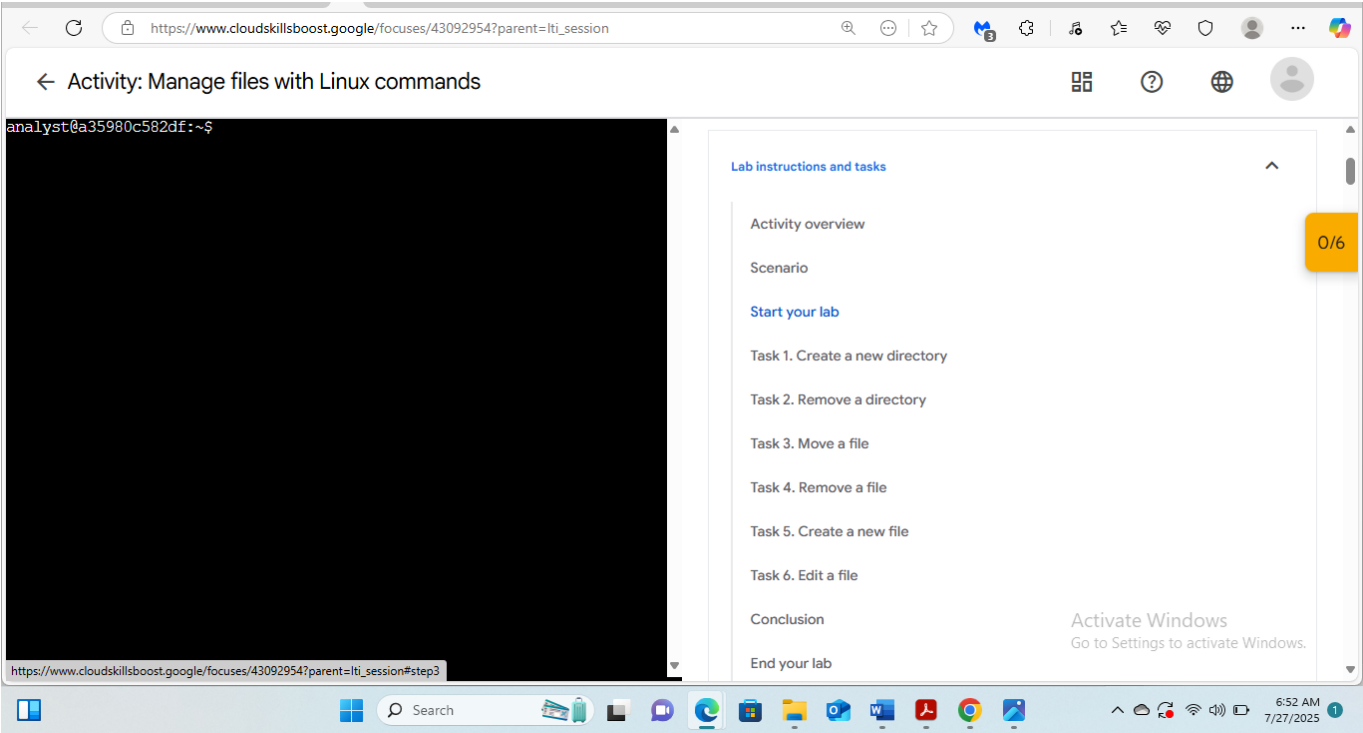 https://www.cloudskillsboost.google/focuses/43092954?parent=lti_session
3
Activity: Manage files with Linux commands
analyst@a35980c582df:~$
Lab instructions and tasks
Activity overview
0/6
Scenario
Start your lab
Task 1. Create a new directory
Task 2. Remove a directory
Task 3. Move a file
Task 4. Remove a file
Task 5. Create a new file
Task 6. Edit a file
Conclusion
Activate Windows
Go to Settings to activate Windows.
End your lab
https://www.cloudskillsboost.google/focuses/43092954?parent=lti_session#step3
Search
6:52 AM
7/27/2025
1